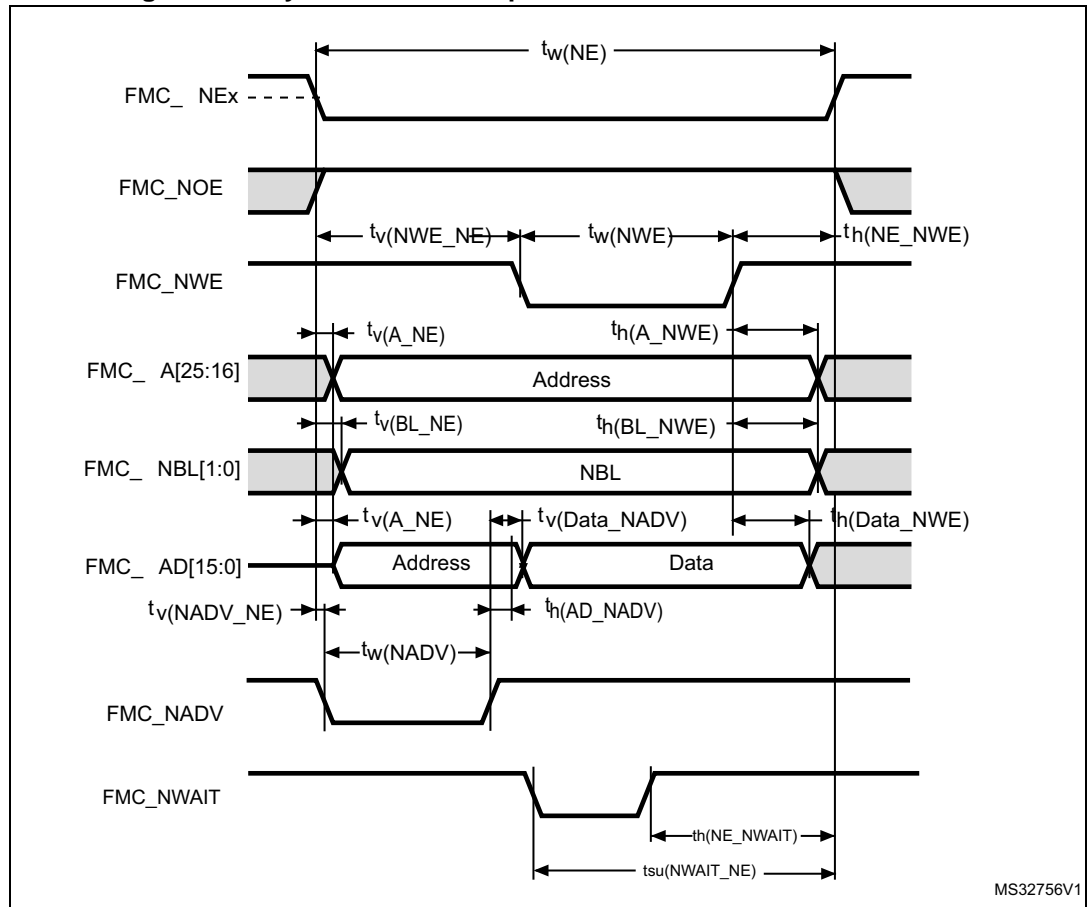 tw(NE)
FMC_ NEx
FMC_NOE
tv(NWE_NE) tw(NWE) th(NE_NWE)
FMC_NWE
tv(A_NE) th(A_NWE)
FMC_ A[25:16] Address
tv(BL_NE) th(BL_NWE)
FMC_ NBL[1:0] NBL
tv(A_NE) tv(Data_NADV) th(Data_NWE)
FMC_ AD[15:0] Address Data
tv(NADV_NE) th(AD_NADV)
tw(NADV)
FMC_NADV
FMC_NWAIT
th(NE_NWAIT)
tsu(NWAIT_NE)
MS32756V1